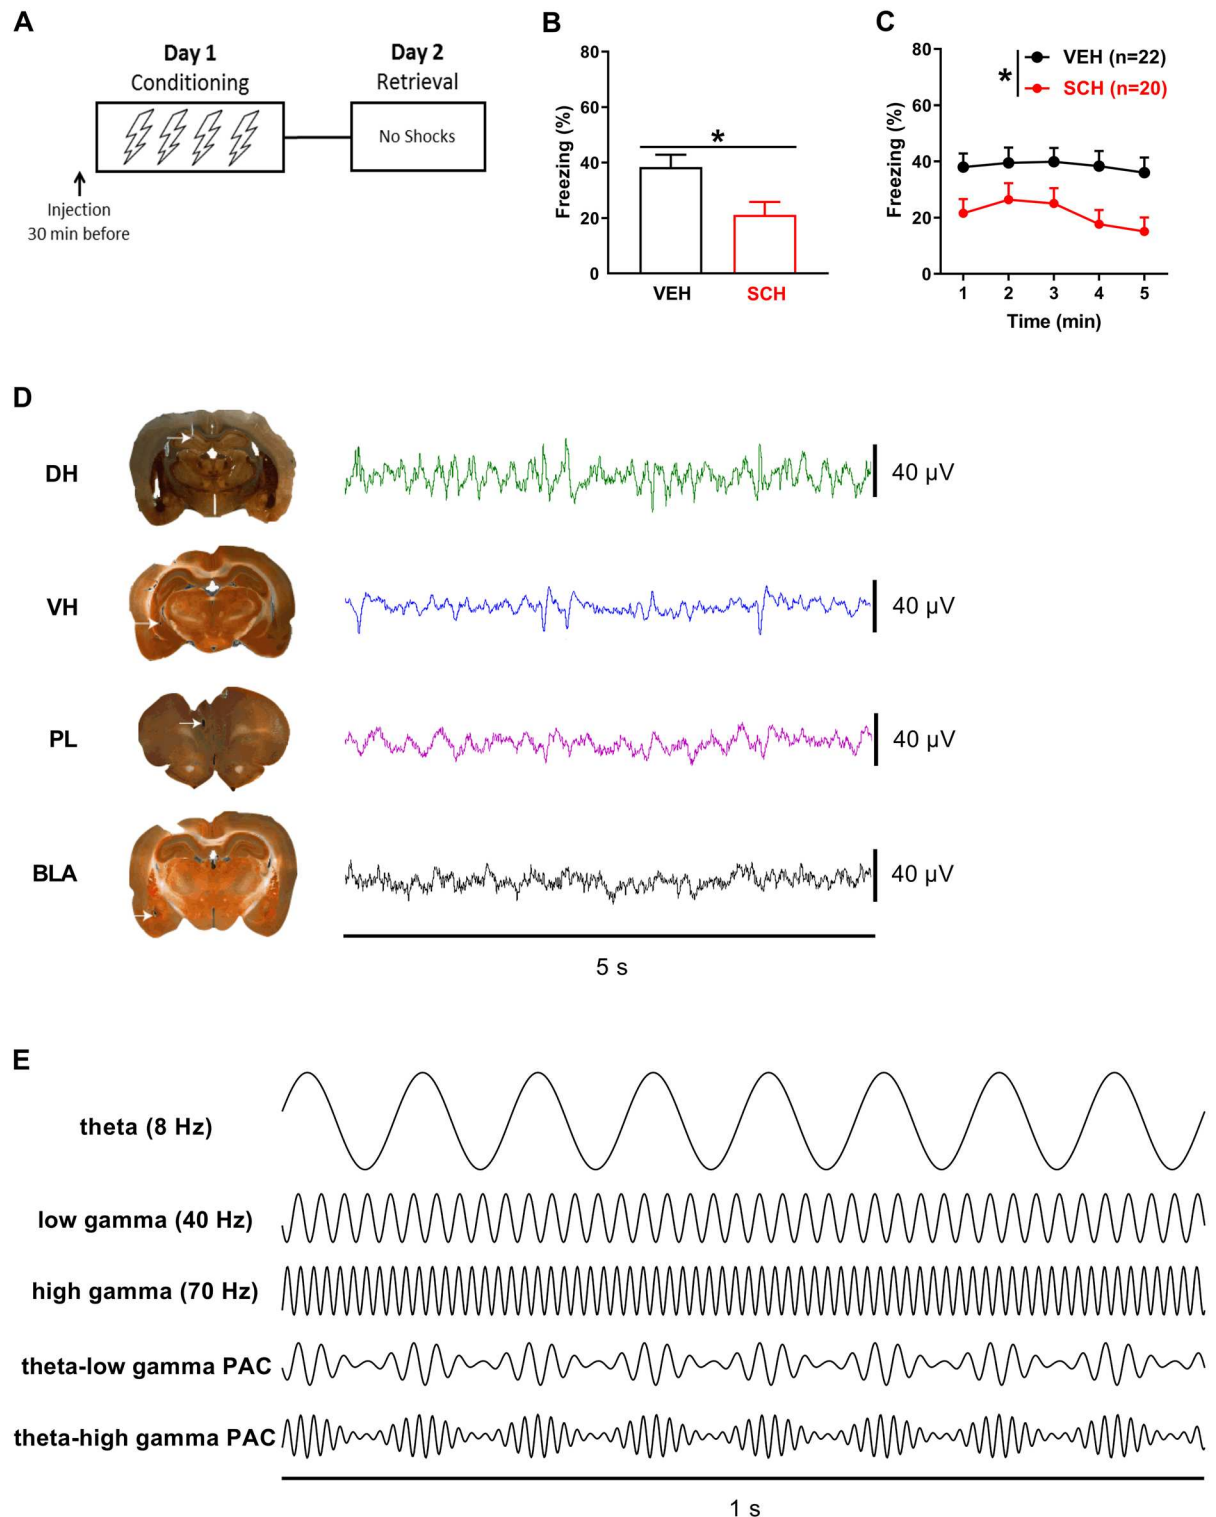 A
Day 1
Conditioning
Day 2
Retrieval
No Shocks
Injection
30 min before
B
80
60
40
20
0
Freezing (%)
*
VEH
SCH
C
80
60
40
20
0
Freezing (%)
*
VEH (n=22)
SCH (n=20)
1 2 3 4 5
Time (min)
D
DH
40 µV
VH
40 µV
PL
40 µV
BLA
40 µV
5 s
E
theta (8 Hz)
low gamma (40 Hz)
high gamma (70 Hz)
theta-low gamma PAC
theta-high gamma PAC
1 s